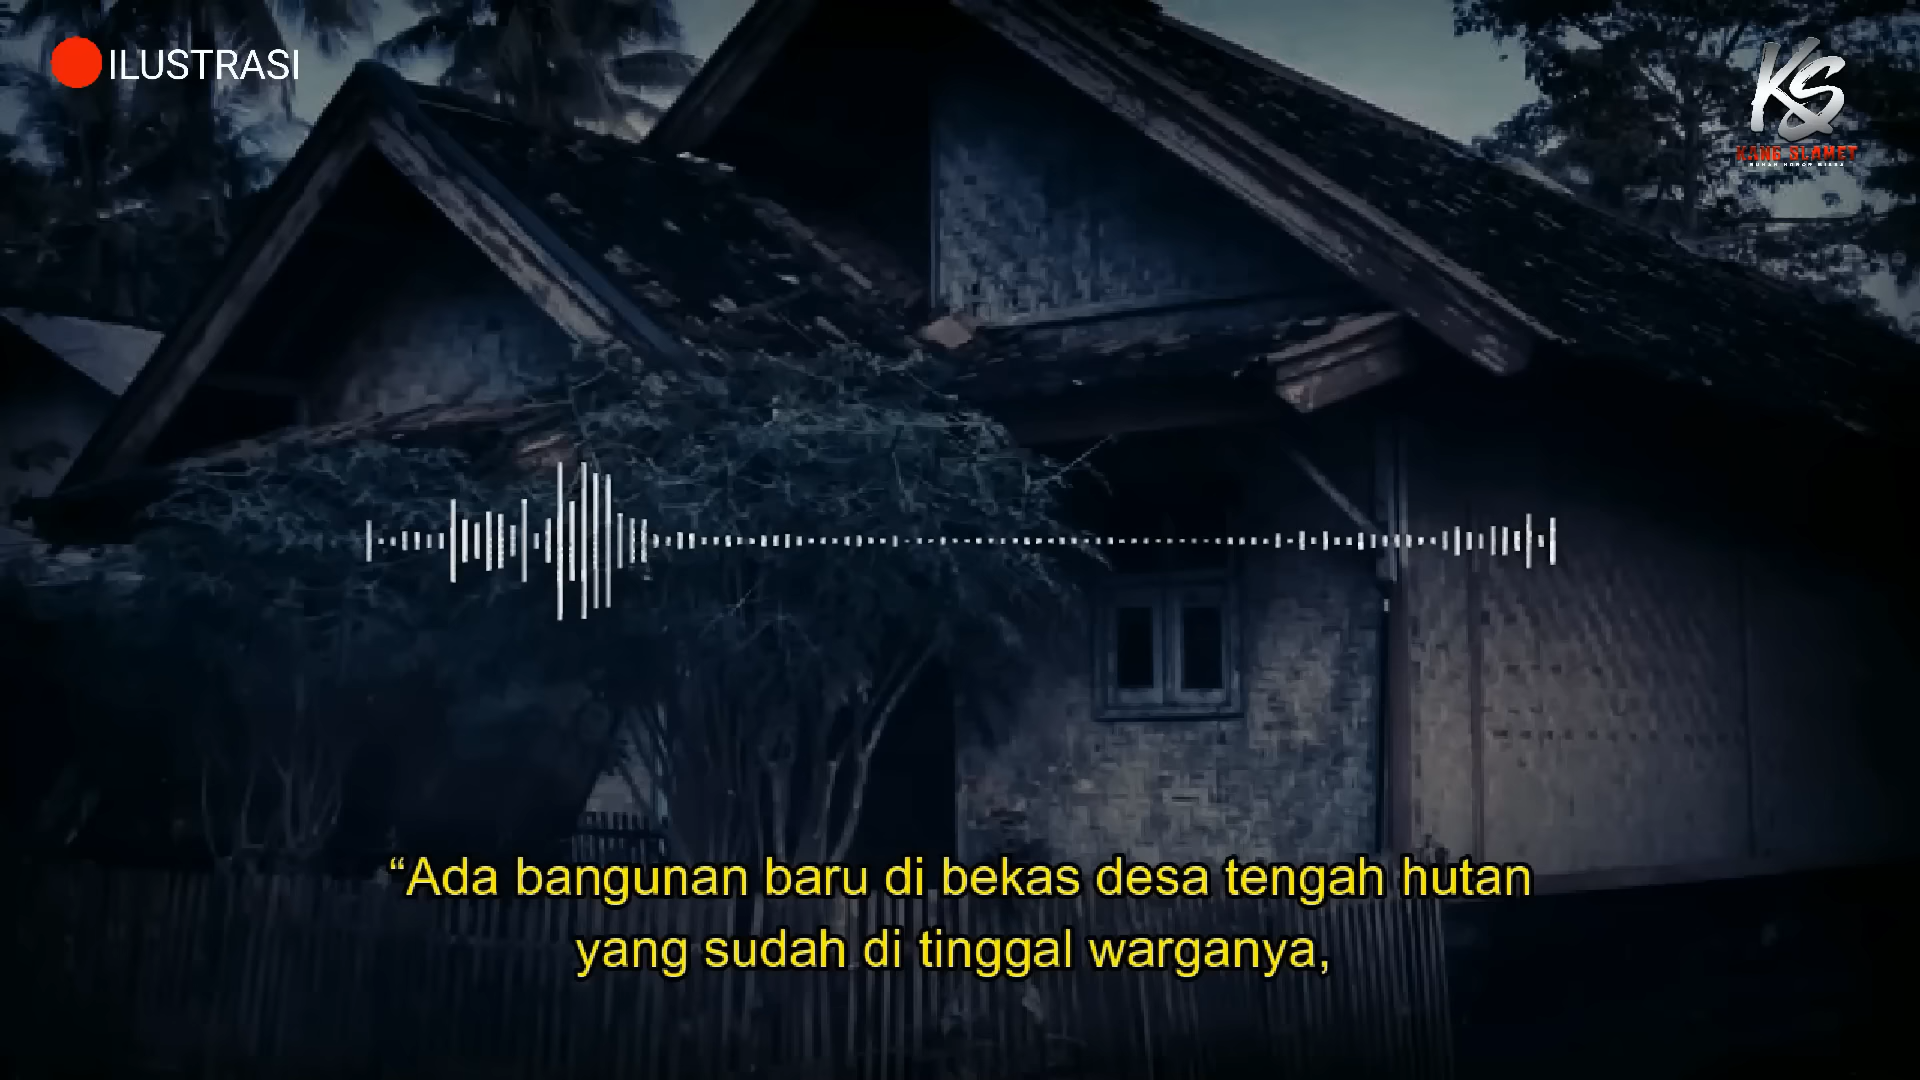 ILUSTRASI
KS
KANG SLAMET
“Ada bangunan baru di bekas desa tengah hutan
yang sudah di tinggal warganya,